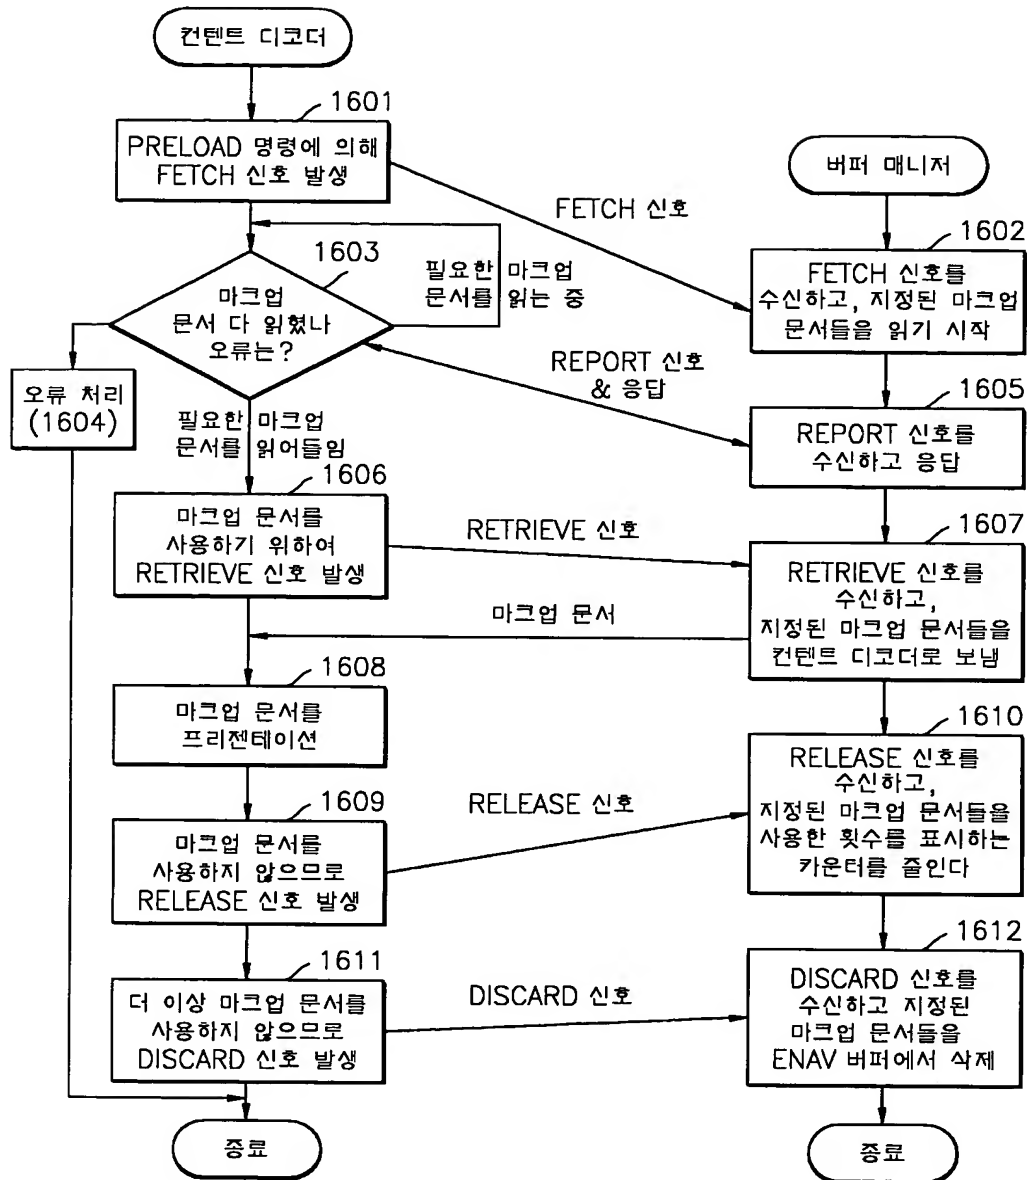 컨텐트 디코더
1601
PRELOAD 명령에 의해
FETCH 신호 발생
버퍼 매니저
FETCH 신호
1602
FETCH 신호를
수신하고, 지정된 마크업
문서들을 읽기 시작
1603
마크업
문서 다 읽혔나
오류는?
필요한 마크업
문서를 읽는 중
REPORT 신호
& 응답
오류 처리
(1604)
필요한 마크업
문서를 읽어들임
1605
REPORT 신호를
수신하고 응답
1606
마크업 문서를
사용하기 위하여
RETRIEVE 신호 발생
RETRIEVE 신호
1607
RETRIEVE 신호를
수신하고,
지정된 마크업 문서들을
컨텐트 디코더로 보냄
마크업 문서
1608
마크업 문서를
프리젠테이션
1609
마크업 문서를
사용하지 않으므로
RELEASE 신호 발생
RELEASE 신호
1610
RELEASE 신호를
수신하고,
지정된 마크업 문서들을
사용한 횟수를 표시하는
카운터를 줄인다
1611
더 이상 마크업 문서를
사용하지 않으므로
DISCARD 신호 발생
DISCARD 신호
1612
DISCARD 신호를
수신하고 지정된
마크업 문서들을
ENAV 버퍼에서 삭제
종료
종료